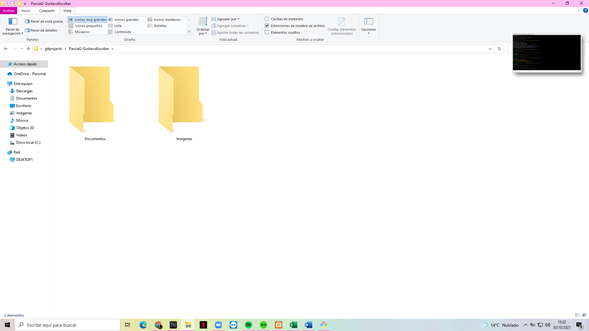 ParcialD.GustavoEscobar
Archivo Inicio Compartir Vista
Panel de navegación
Panel de vista previa
Panel de detalles
Paneles
Iconos muy grandes Iconos grandes Iconos medianos
Iconos pequeños Lista Detalles
Mosaicos Contenido
Diseño
Ordenar por
Agrupar por
Agregar columnas
Ajustar todas las columnas
Vista actual
Casillas de elemento
Extensiones de nombre de archivo
Elementos ocultos
Ocultar elementos seleccionados
Mostrar u ocultar
Opciones
gitprojects > ParcialD.GustavoEscobar >
Acceso rápido
OneDrive - Personal
Este equipo
Descargas
Documentos
Escritorio
Imágenes
Música
Objetos 3D
Vídeos
Disco local (C:)
Red
DESKTOP1
Documentos
Imagenes
2 elementos
Escribe aquí para buscar
14°C Nublado
15:22
30/10/2021